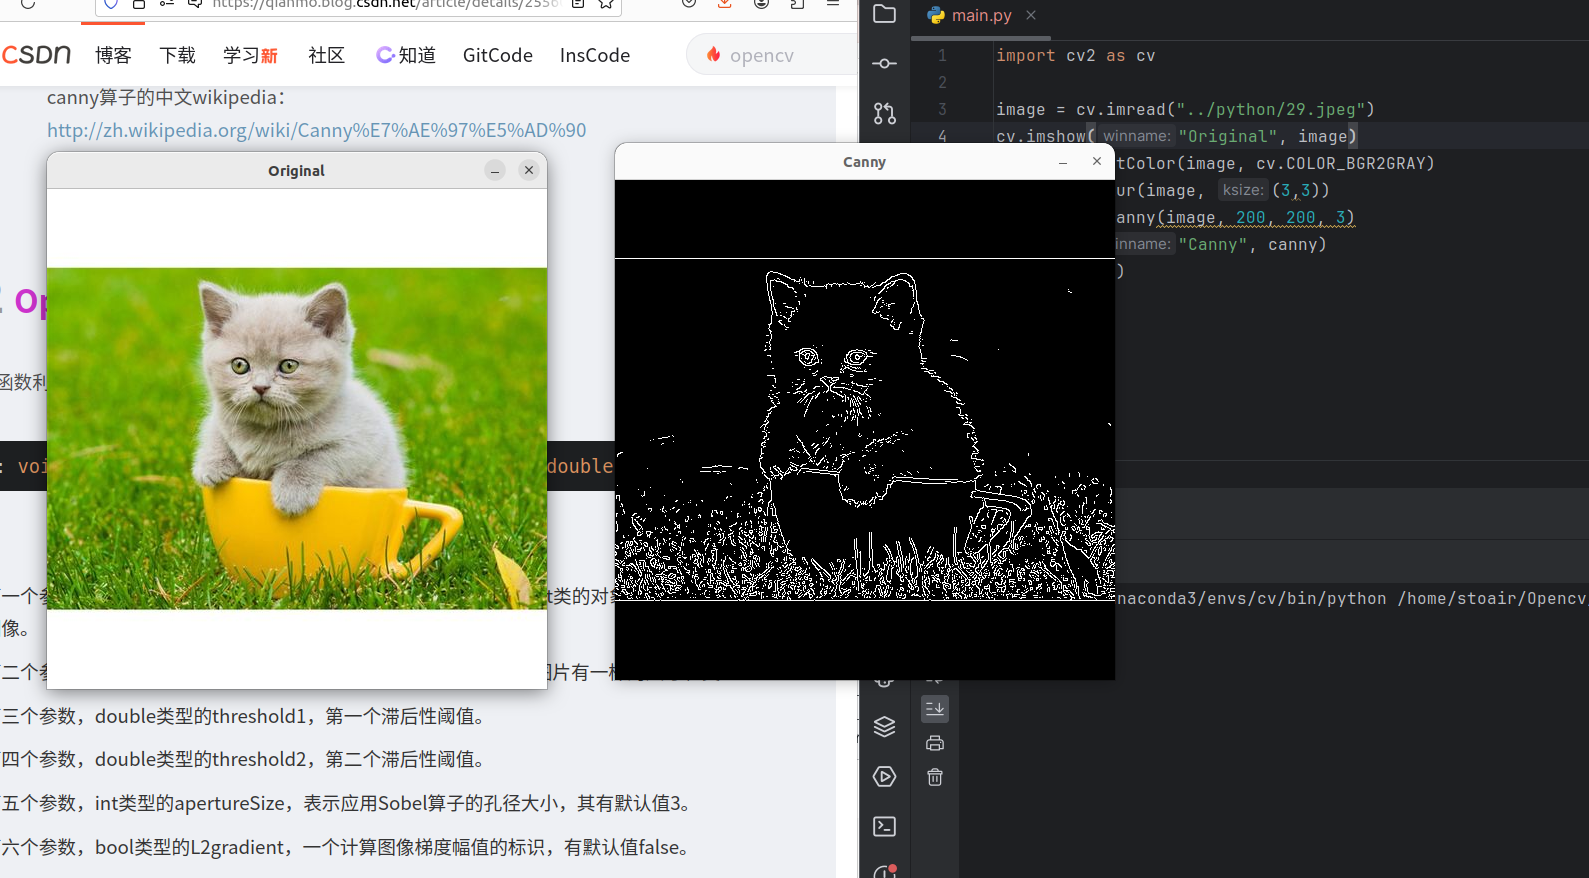 https://qianmo.blog.csdn.net/article/details/2556
CSDN 博客 下载 学习新 社区 知道 GitCode InsCode opencv
canny算子的中文wikipedia：
http://zh.wikipedia.org/wiki/Canny%E7%AE%97%E5%AD%90
Original
Op
函数利
: voi
double
一个参
t类的对象
像。
二个参
图片有一样
三个参数，double类型的threshold1，第一个滞后性阈值。
四个参数，double类型的threshold2，第二个滞后性阈值。
五个参数，int类型的apertureSize，表示应用Sobel算子的孔径大小，其有默认值3。
六个参数，bool类型的L2gradient，一个计算图像梯度幅值的标识，有默认值false。
Canny
main.py
1 import cv2 as cv
2
3 image = cv.imread("../python/29.jpeg")
4 cv.imshow( winname: "Original", image)
tColor(image, cv.COLOR_BGR2GRAY)
ur(image, ksize: (3,3))
anny(image, 200, 200, 3)
inname: "Canny", canny)
)
naconda3/envs/cv/bin/python /home/stoair/Opencv/